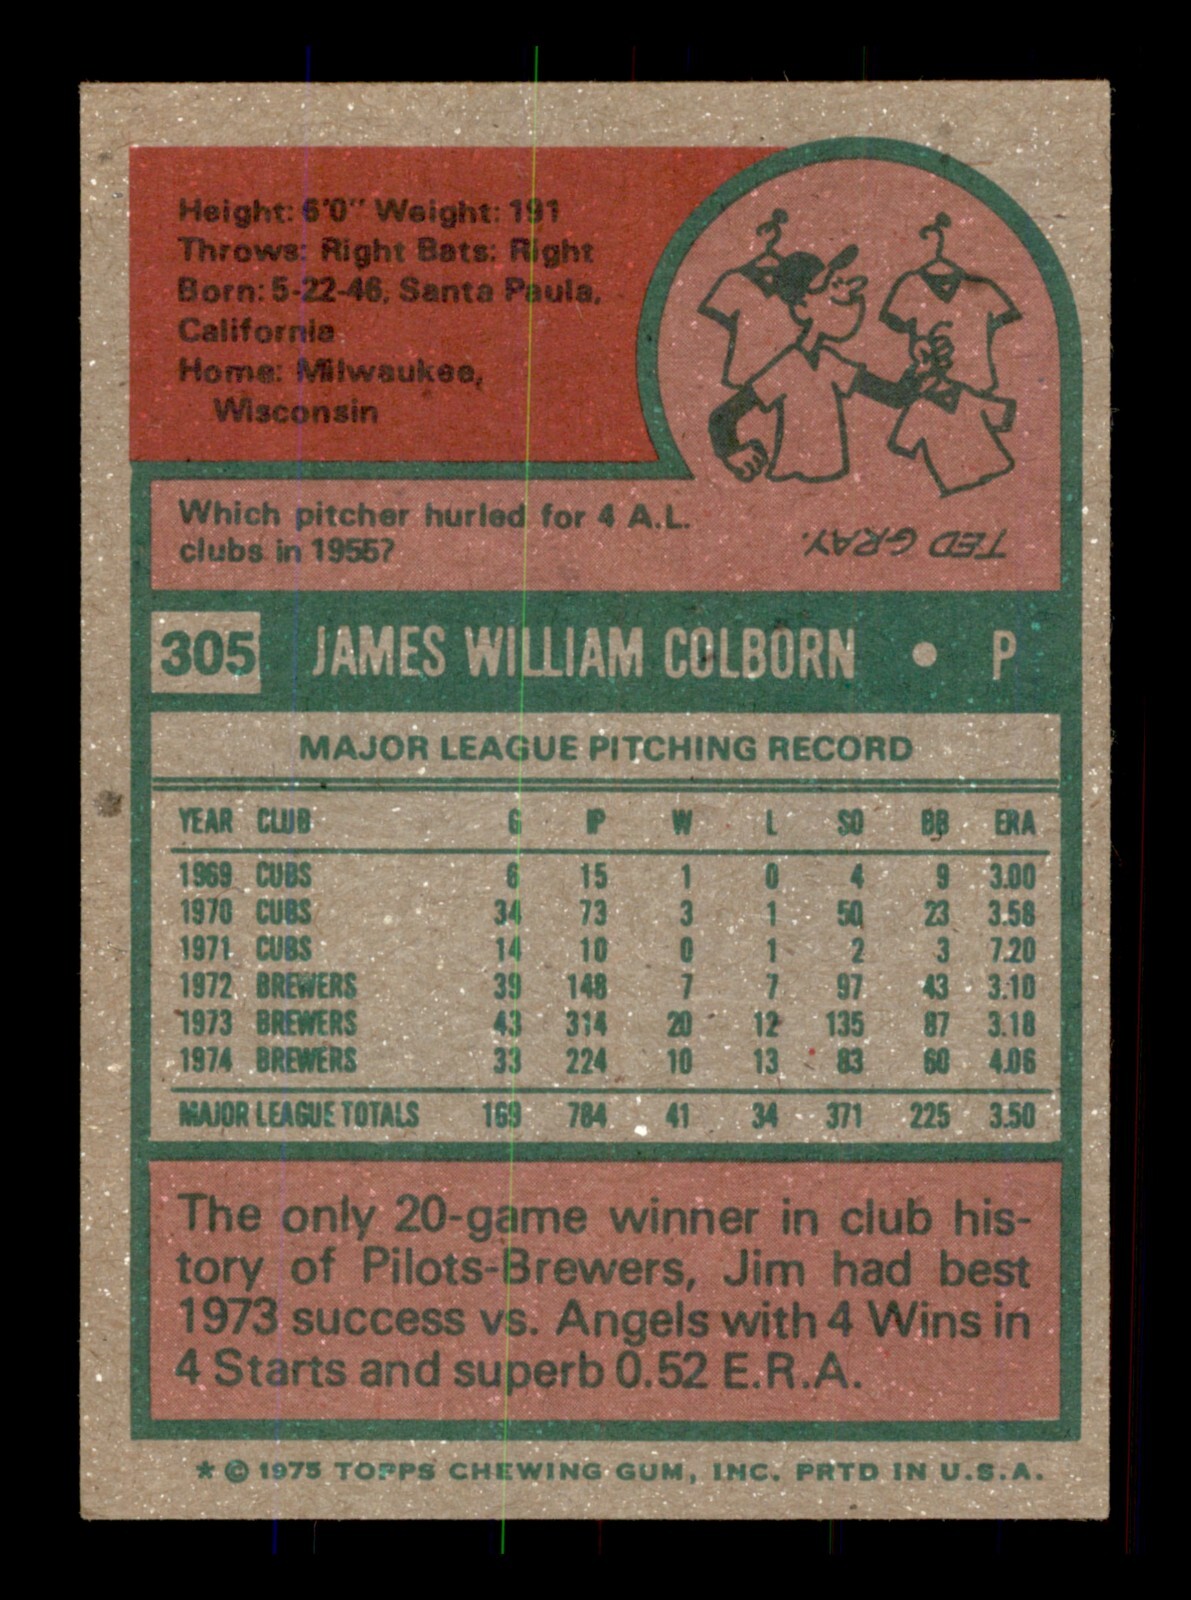 Height: 6'0" Weight: 191
Throws: Right Bats: Right
Born: 5-22-46, Santa Paula,
California
Home: Milwaukee,
Wisconsin
Which pitcher hurled for 4 A.L.
clubs in 1955?
TED GRAY.
305 JAMES WILLIAM COLBORN • P
MAJOR LEAGUE PITCHING RECORD
YEAR CLUB G IP W L SO BB ERA
1969 CUBS 6 15 1 0 4 9 3.00
1970 CUBS 34 73 3 1 50 23 3.58
1971 CUBS 14 10 0 1 2 3 7.20
1972 BREWERS 39 148 7 7 97 43 3.10
1973 BREWERS 43 314 20 12 135 87 3.18
1974 BREWERS 33 224 10 13 83 60 4.06
MAJOR LEAGUE TOTALS 169 784 41 34 371 225 3.50
The only 20-game winner in club his-
tory of Pilots-Brewers, Jim had best
1973 success vs. Angels with 4 Wins in
4 Starts and superb 0.52 E.R.A.
* © 1975 TOPPS CHEWING GUM, INC. PRTD IN U.S.A.